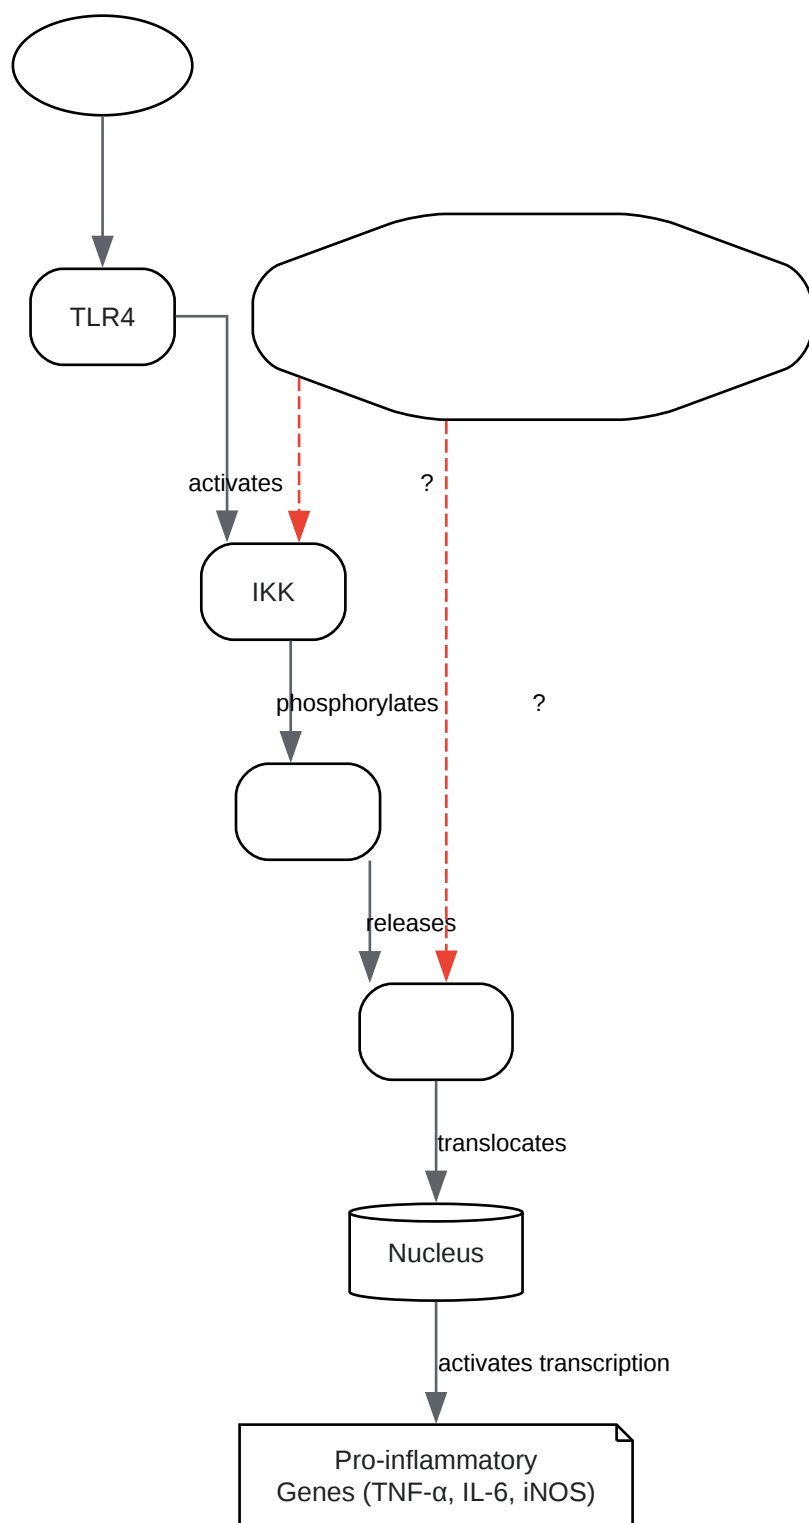 TLR4
activates
?
IKK
phosphorylates
?
releases
translocates
Nucleus
activates transcription
Pro-inflammatory
Genes (TNF-α, IL-6, iNOS)